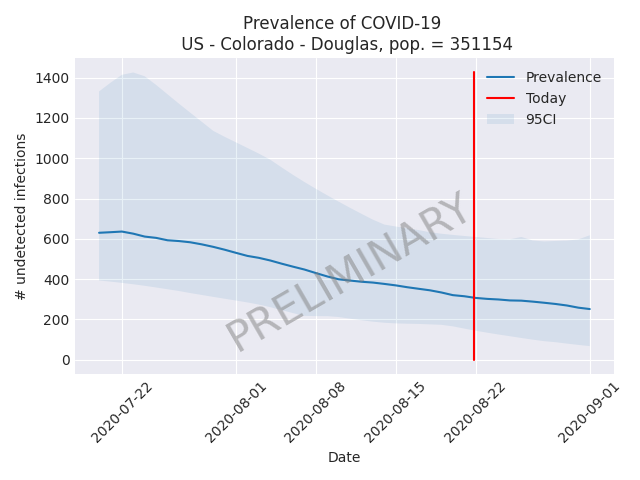 Prevalence of COVID-19
US - Colorado - Douglas, pop. = 351154
# undetected infections
1400
1200
1000
800
600
400
200
0
Prevalence
Today
95CI
PRELIMINARY
2020-07-22
2020-08-01
2020-08-08
2020-08-15
2020-08-22
2020-09-01
Date